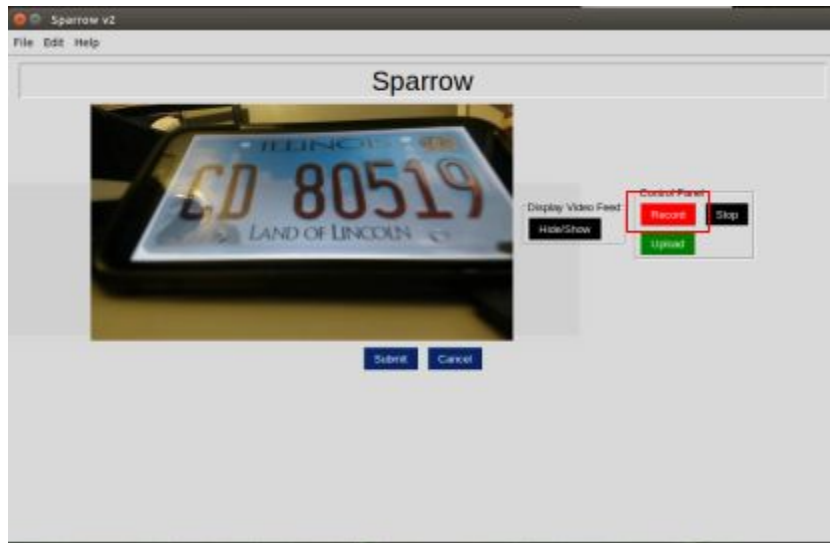 Sparrow v2
File Edit Help
Sparrow
ILLINOIS
CD 80519
LAND OF LINCOLN
Display Video Feed
Hide/Show
Control Panel
Record Stop
Upload
Submit Cancel